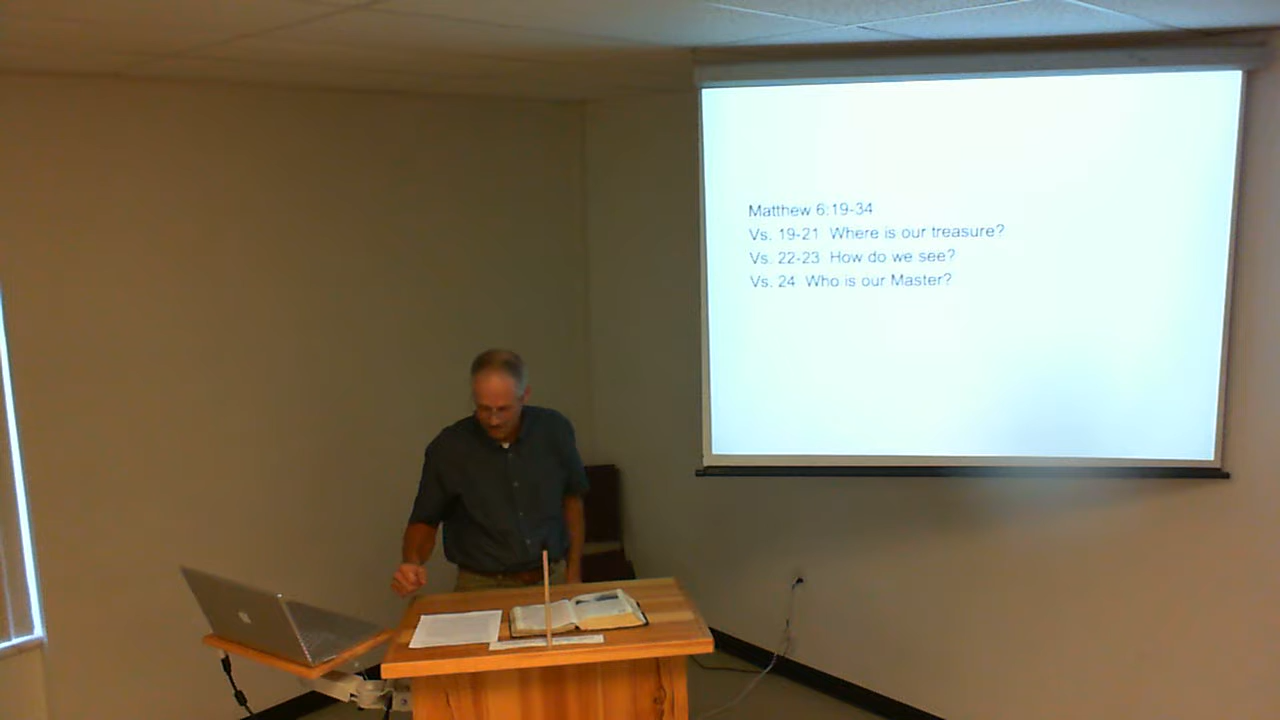 Matthew 6:19-34
Vs. 19-21 Where is our treasure?
Vs. 22-23 How do we see?
Vs. 24 Who is our Master?